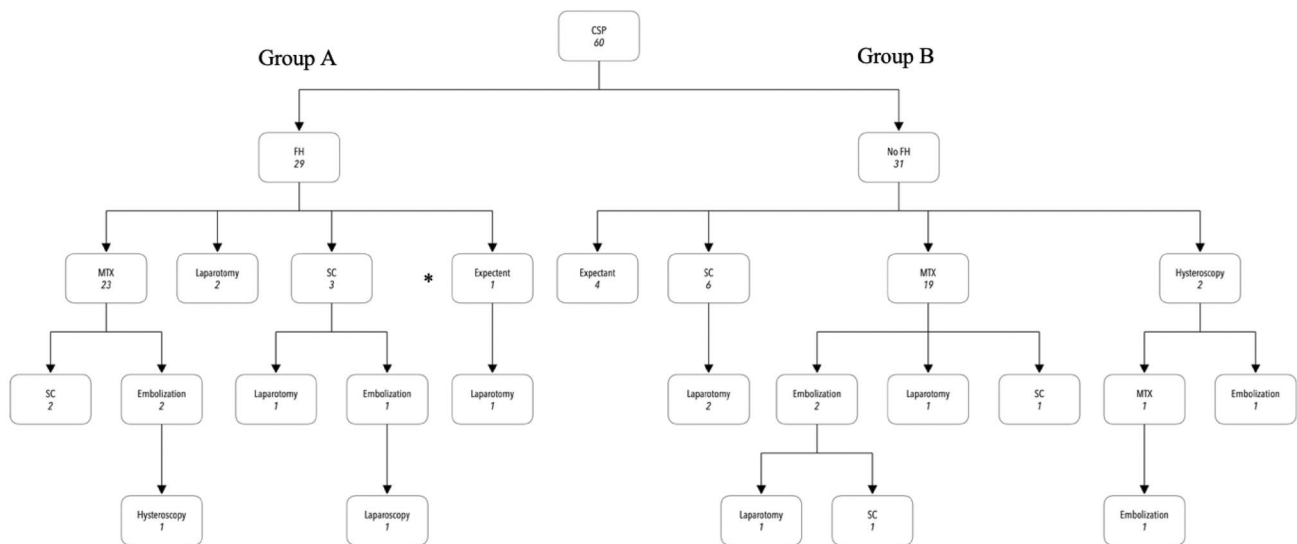 CSP
60
Group A
Group B
FH
29
No FH
31
MTX
23
Laparotomy
2
SC
3
*
Expectent
1
Expectant
4
SC
6
MTX
19
Hysteroscopy
2
SC
2
Embolization
2
Laparotomy
1
Embolization
1
Laparotomy
1
Laparotomy
2
Embolization
2
Laparotomy
1
SC
1
MTX
1
Embolization
1
Hysteroscopy
1
Laparoscopy
1
Laparotomy
1
SC
1
Embolization
1